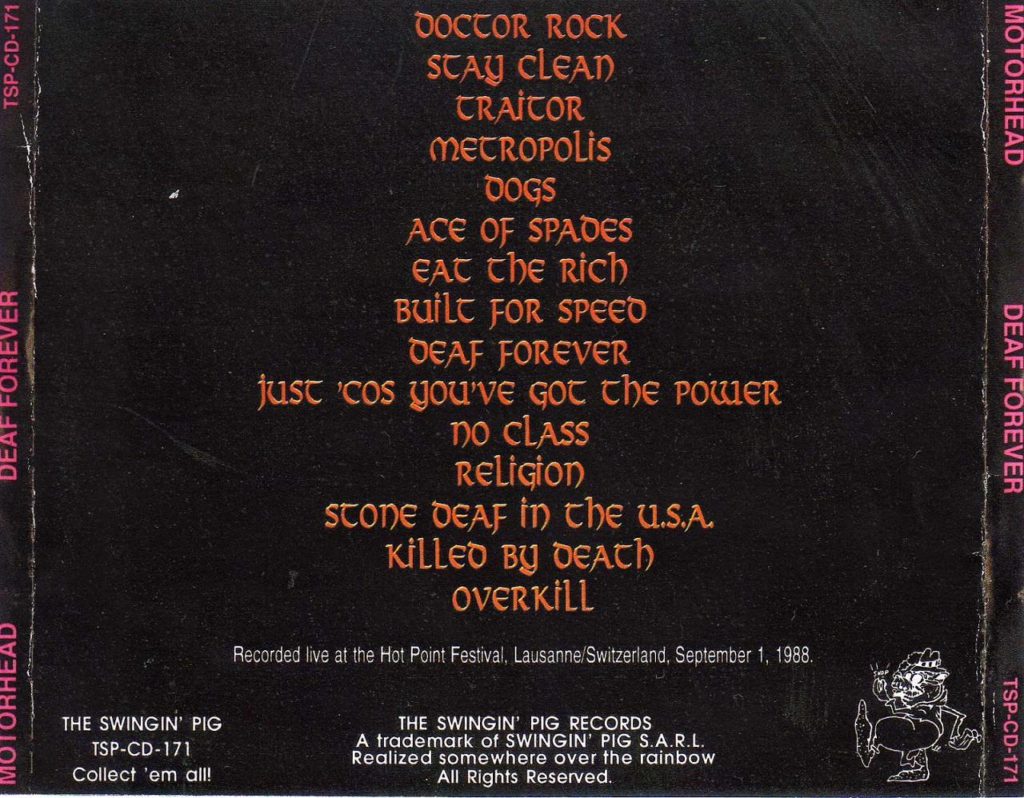 DOCTOR ROCK
STAY CLEAN
TRAITOR
METROPOLIS
DOGS
ACE OF SPADES
EAT THE RICH
BUILT FOR SPEED
DEAF FOREVER
JUST 'COS YOU'VE GOT THE POWER
NO CLASS
RELIGION
STONE DEAF IN THE U.S.A.
KILLED BY DEATH
OVERKILL
Recorded live at the Hot Point Festival, Lausanne/Switzerland, September 1, 1988.
THE SWINGIN' PIG
TSP-CD-171
Collect 'em all!
THE SWINGIN' PIG RECORDS
A trademark of SWINGIN' PIG S.A.R.L.
Realized somewhere over the rainbow
All Rights Reserved.
MOTORHEAD DEAF FOREVER TSP-CD-171
MOTORHEAD DEAF FOREVER TSP-CD-171